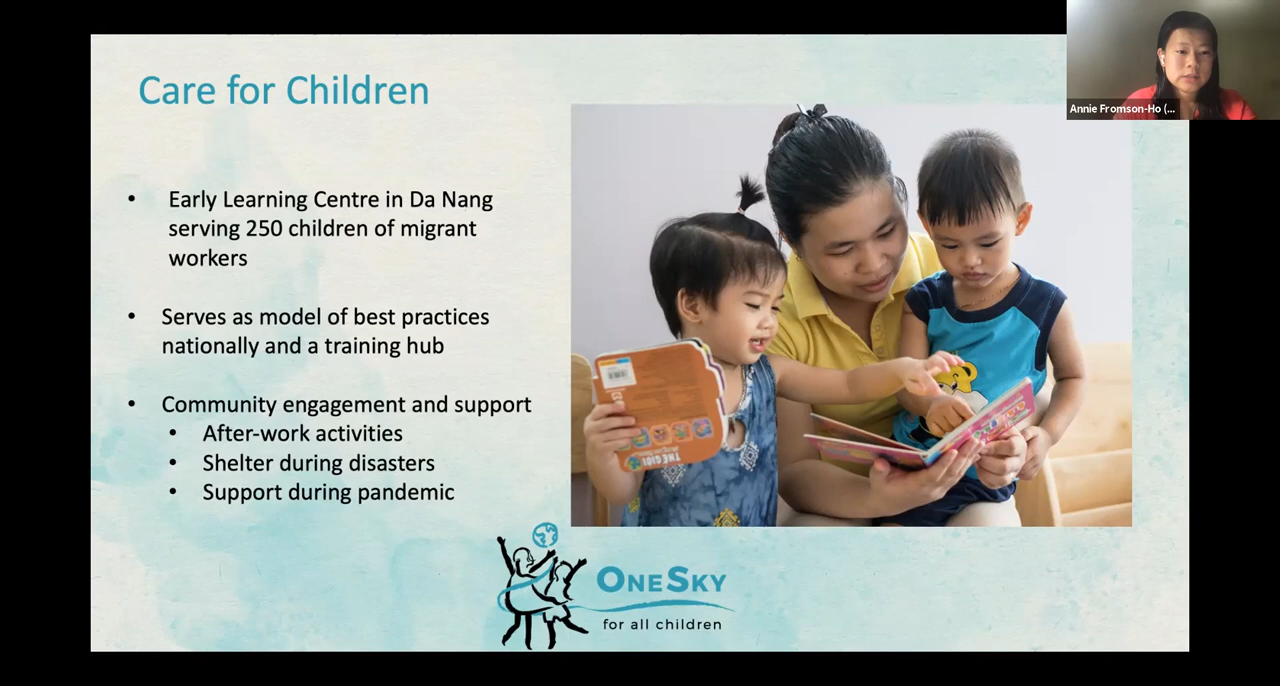 Care for Children
Annie Fromson-Ho (...
• Early Learning Centre in Da Nang
serving 250 children of migrant
workers
• Serves as model of best practices
nationally and a training hub
• Community engagement and support
• After-work activities
• Shelter during disasters
• Support during pandemic
THẾ GIỚI
ONESKY
for all children